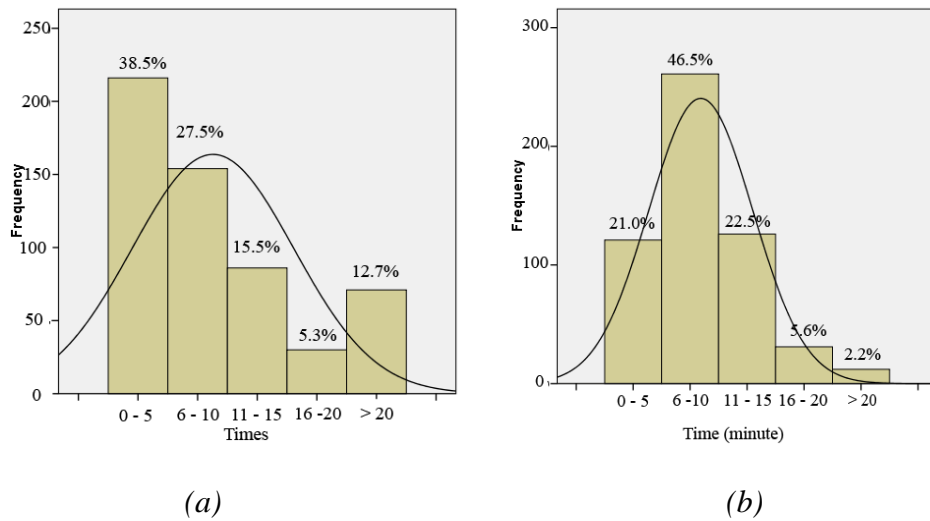 250
200
150
100
50
0
Frequency
38.5%
27.5%
15.5%
5.3%
12.7%
0 - 5
6 - 10
11 - 15
16 -20
> 20
Times
(a)
300
200
100
0
Frequency
21.0%
46.5%
22.5%
5.6%
2.2%
0 - 5
6 -10
11 - 15
16 - 20
> 20
Time (minute)
(b)